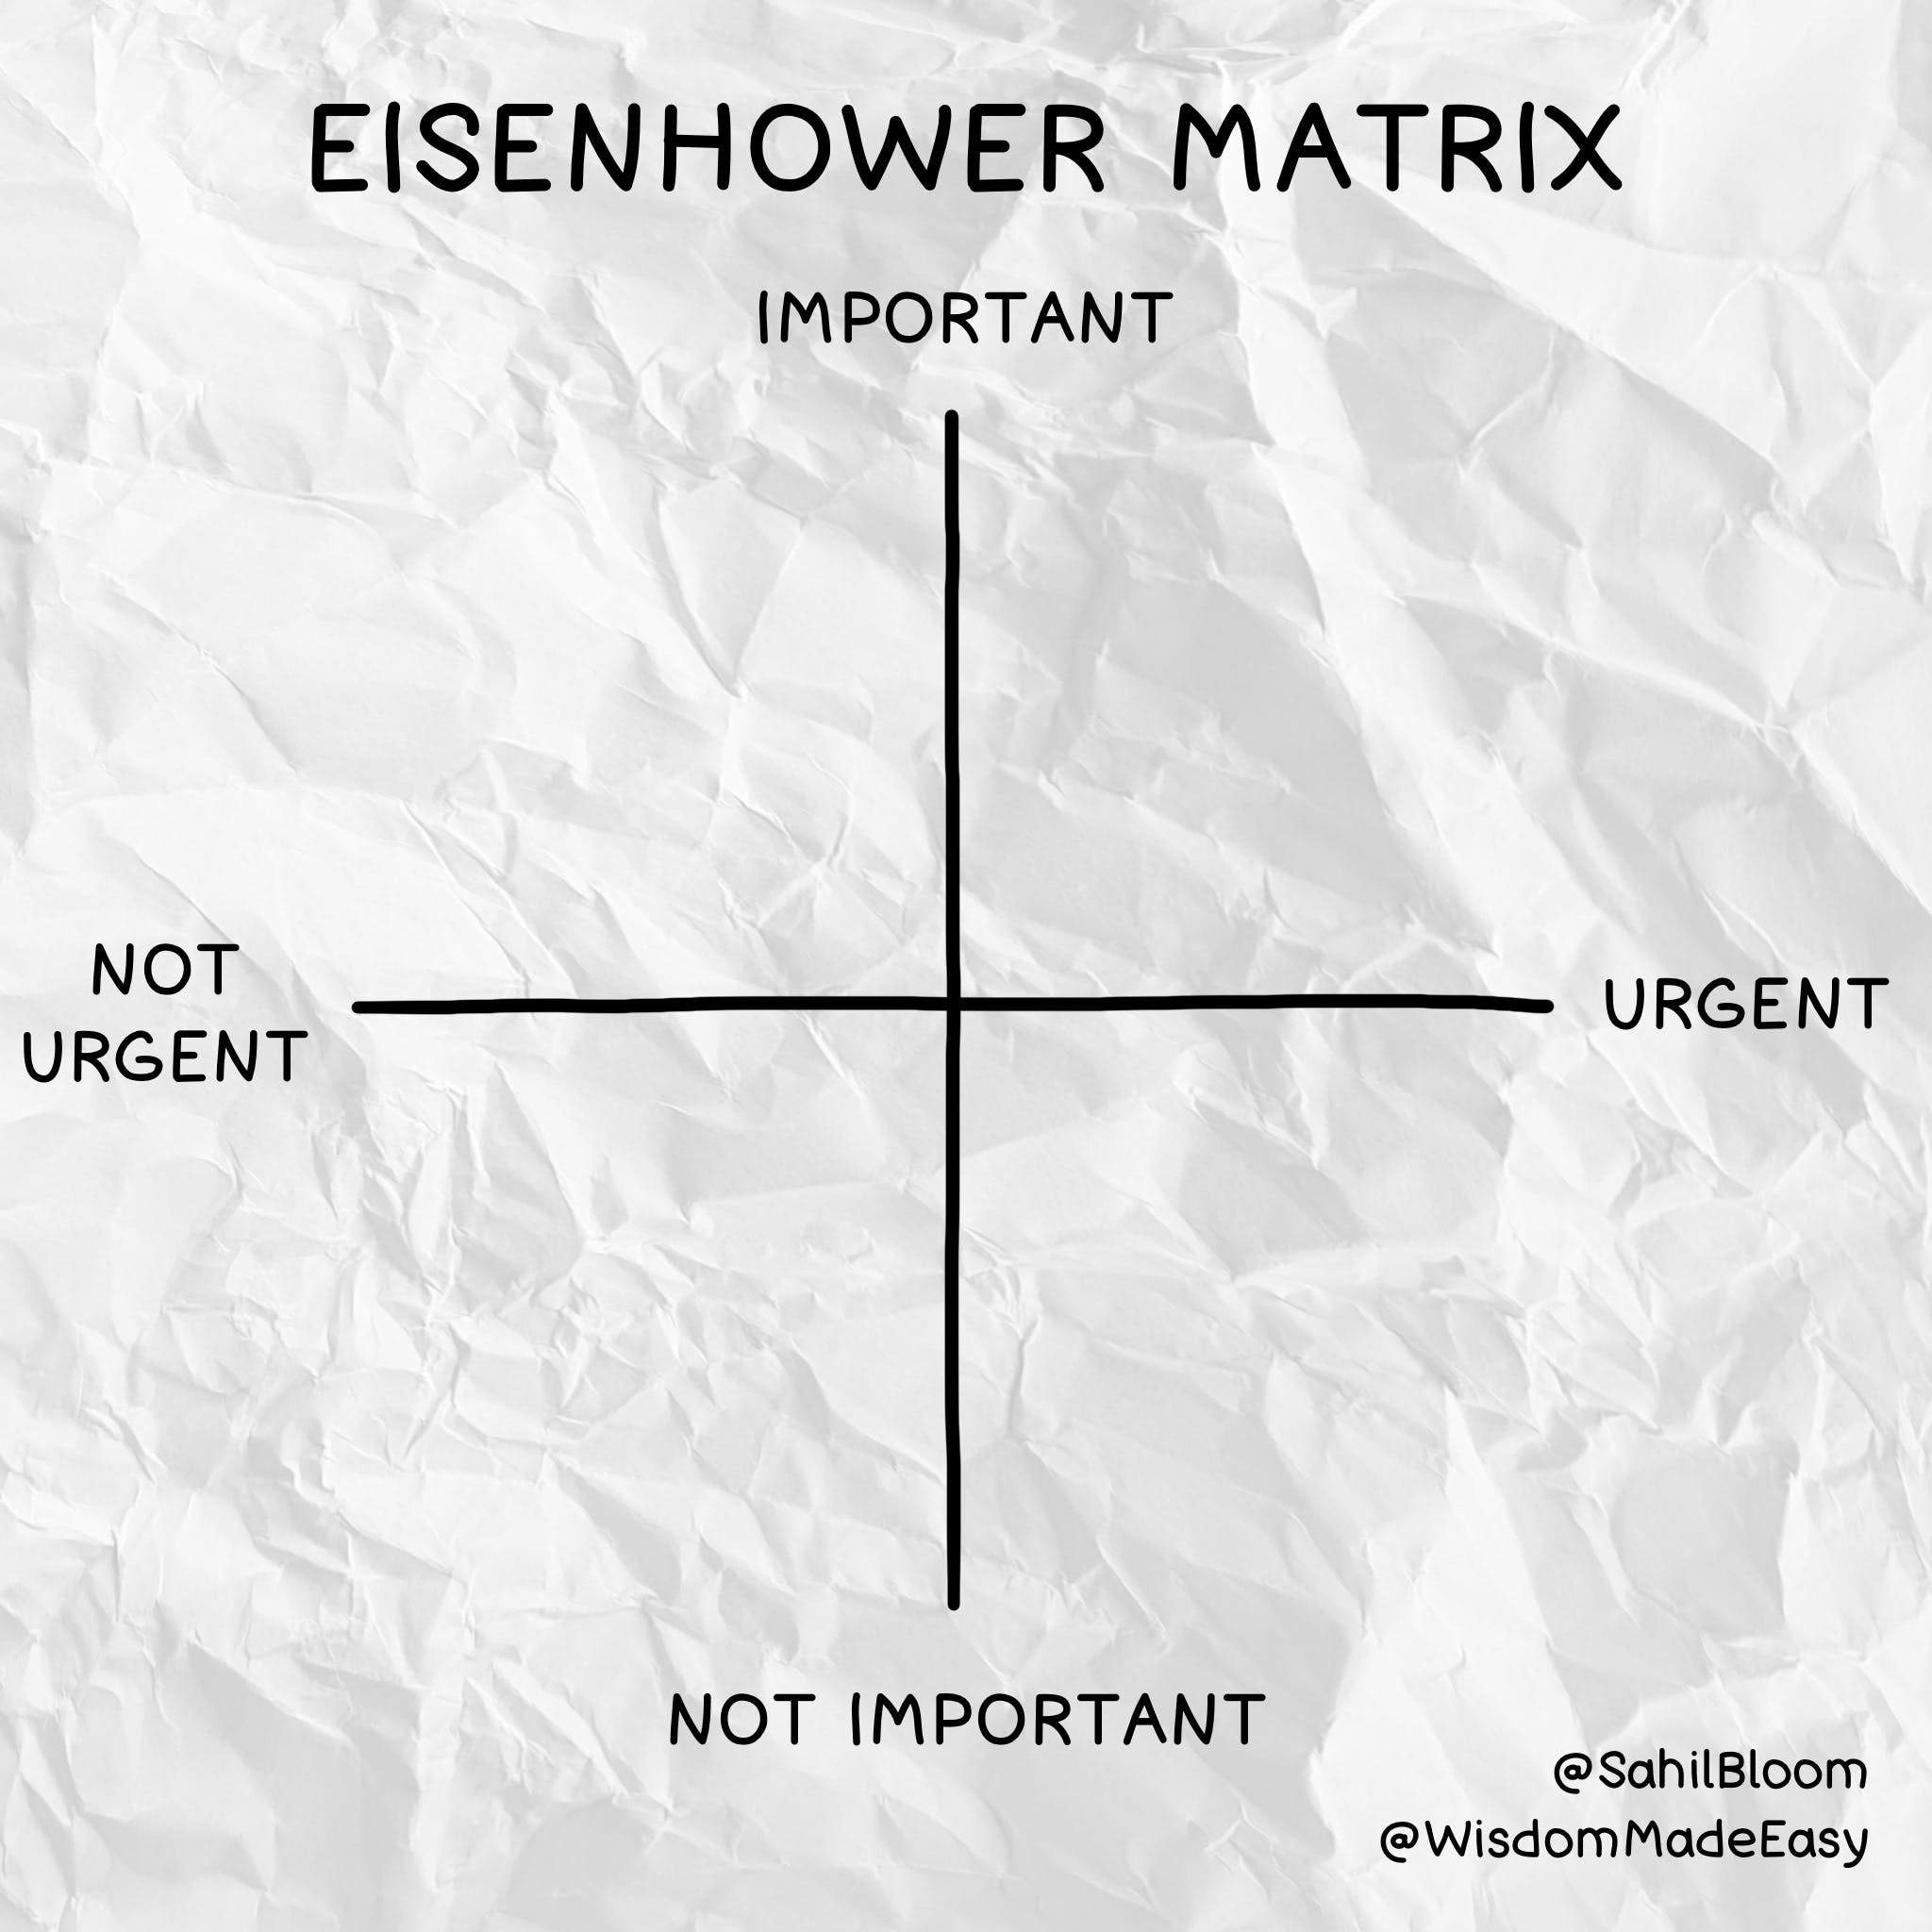 EISENHOWER MATRIX
IMPORTANT
NOT
URGENT
URGENT
NOT IMPORTANT
@SahilBloom
@WisdomMadeEasy